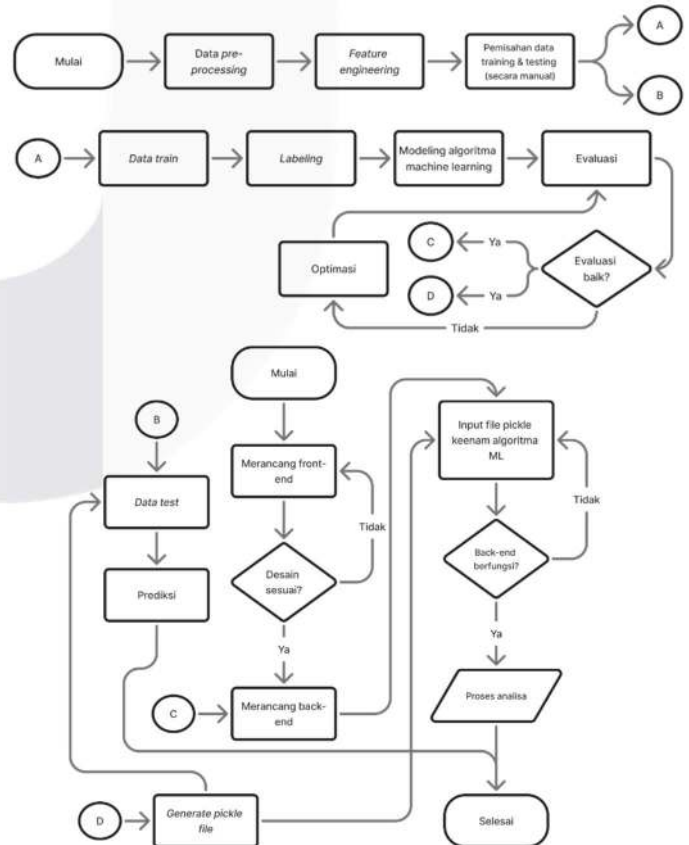 Mulai
Data pre-
processing
Feature
engineering
Pemisahan data
training & testing
(secara manual)
A
B
A
Data train
Labeling
Modeling algoritma
machine learning
Evaluasi
Optimasi
C
Ya
D
Ya
Evaluasi
baik?
Tidak
Mulai
B
Merancang front-
end
Input file pickle
keenam algoritma
ML
Data test
Tidak
Tidak
Desain
sesuai?
Back-end
berfungsi?
Prediksi
Ya
Ya
C
Merancang back-
end
Proses analisa
D
Generate pickle
file
Selesai